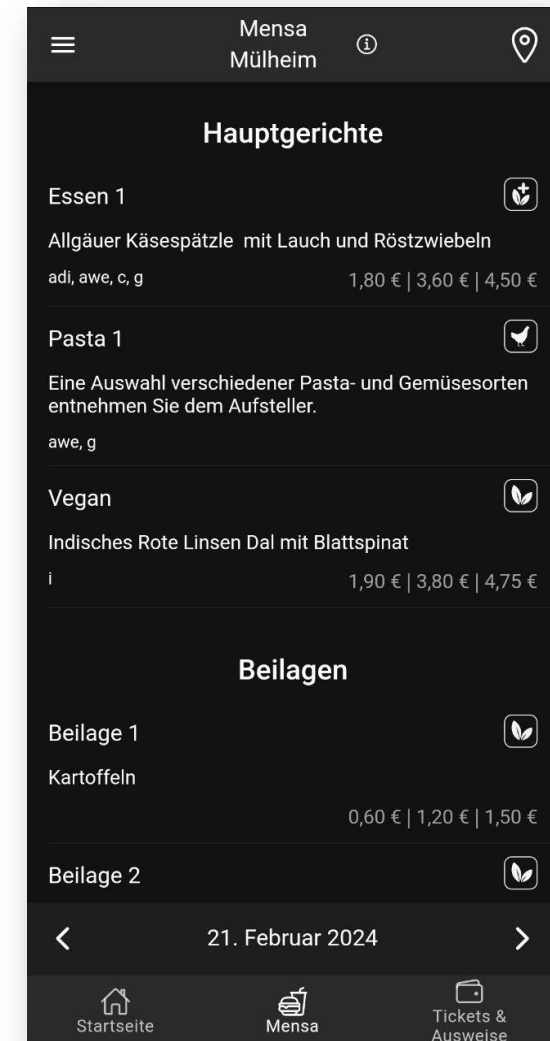 Mensa
Mülheim
Hauptgerichte
Essen 1
Allgäuer Käsespätzle  mit Lauch und Röstzwiebeln
adi, awe, c, g
1,80 € | 3,60 € | 4,50 €
Pasta 1
Eine Auswahl verschiedener Pasta- und Gemüsesorten
entnehmen Sie dem Aufsteller.
awe, g
Vegan
Indisches Rote Linsen Dal mit Blattspinat
i
1,90 € | 3,80 € | 4,75 €
Beilagen
Beilage 1
Kartoffeln
0,60 € | 1,20 € | 1,50 €
Beilage 2
21. Februar 2024
Startseite
Mensa
Tickets &
Ausweise